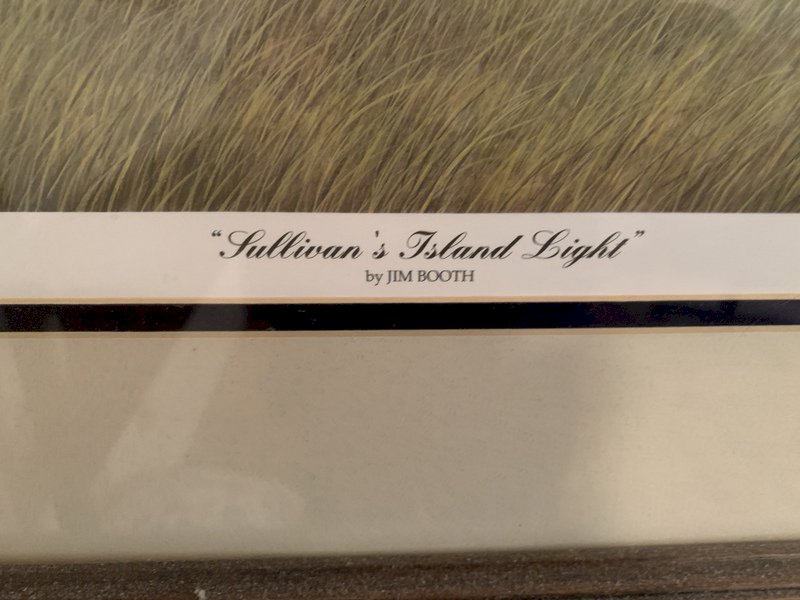 “Sullivan's Island Light”
by JIM BOOTH